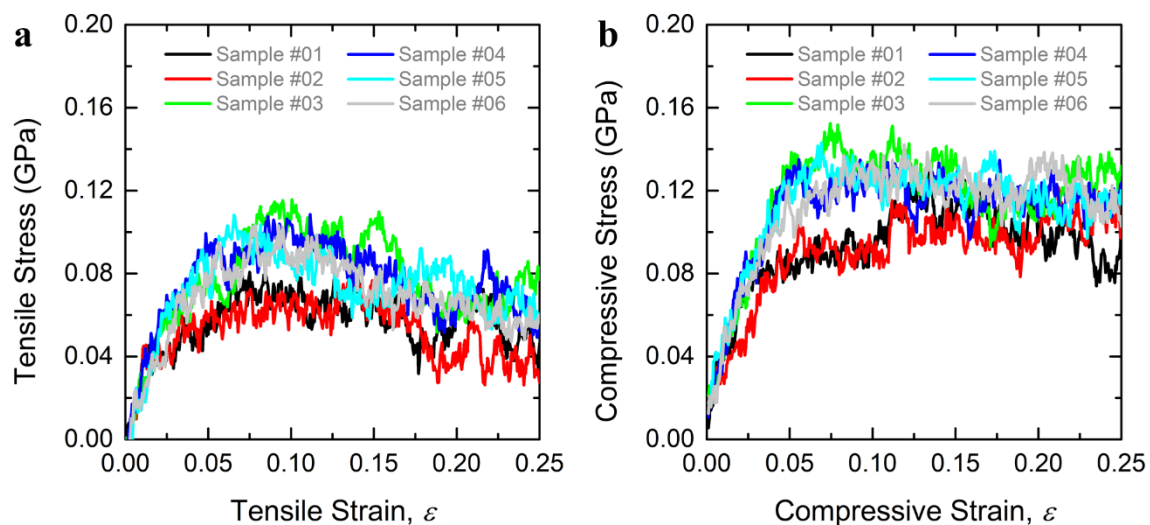 a
0.20
0.16
0.12
0.08
0.04
0.00
Tensile Stress (GPa)
Sample #01 Sample #04
Sample #02 Sample #05
Sample #03 Sample #06
0.00 0.05 0.10 0.15 0.20 0.25
Tensile Strain, ε
b
0.20
0.16
0.12
0.08
0.04
0.00
Compressive Stress (GPa)
Sample #01 Sample #04
Sample #02 Sample #05
Sample #03 Sample #06
0.00 0.05 0.10 0.15 0.20 0.25
Compressive Strain, ε